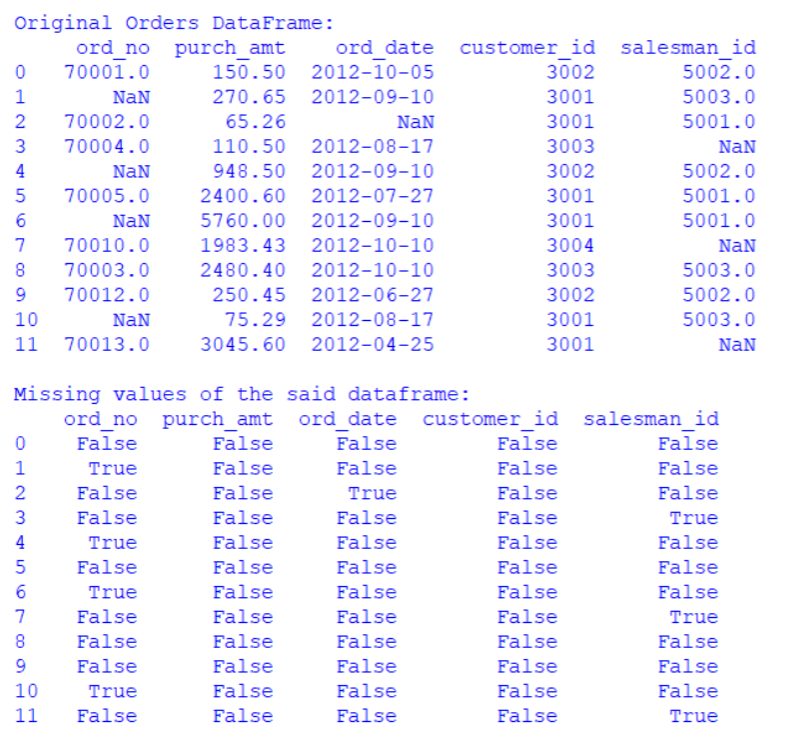 Original Orders DataFrame:
     ord_no  purch_amt    ord_date  customer_id  salesman_id
0   70001.0     150.50  2012-10-05         3002       5002.0
1       NaN     270.65  2012-09-10         3001       5003.0
2   70002.0      65.26         NaN         3001       5001.0
3   70004.0     110.50  2012-08-17         3003          NaN
4       NaN     948.50  2012-09-10         3002       5002.0
5   70005.0    2400.60  2012-07-27         3001       5001.0
6       NaN    5760.00  2012-09-10         3001       5001.0
7   70010.0    1983.43  2012-10-10         3004          NaN
8   70003.0    2480.40  2012-10-10         3003       5003.0
9   70012.0     250.45  2012-06-27         3002       5002.0
10      NaN      75.29  2012-08-17         3001       5003.0
11  70013.0    3045.60  2012-04-25         3001          NaN

Missing values of the said dataframe:
    ord_no  purch_amt  ord_date  customer_id  salesman_id
0    False      False     False        False        False
1     True      False     False        False        False
2    False      False      True        False        False
3    False      False     False        False         True
4     True      False     False        False        False
5    False      False     False        False        False
6     True      False     False        False        False
7    False      False     False        False         True
8    False      False     False        False        False
9    False      False     False        False        False
10    True      False     False        False        False
11   False      False     False        False         True